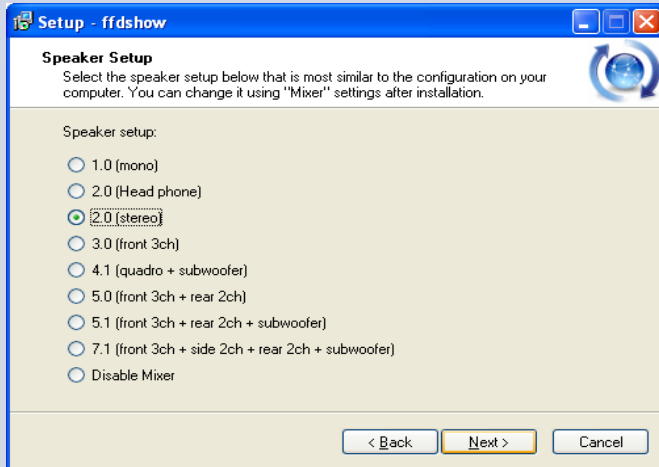 Setup - ffdshow
Speaker Setup
Select the speaker setup below that is most similar to the configuration on your
computer. You can change it using "Mixer" settings after installation.
Speaker setup:
1.0 (mono)
2.0 (Head phone)
2.0 (stereo)
3.0 (front 3ch)
4.1 (quadro + subwoofer)
5.0 (front 3ch + rear 2ch)
5.1 (front 3ch + rear 2ch + subwoofer)
7.1 (front 3ch + side 2ch + rear 2ch + subwoofer)
Disable Mixer
< Back Next > Cancel